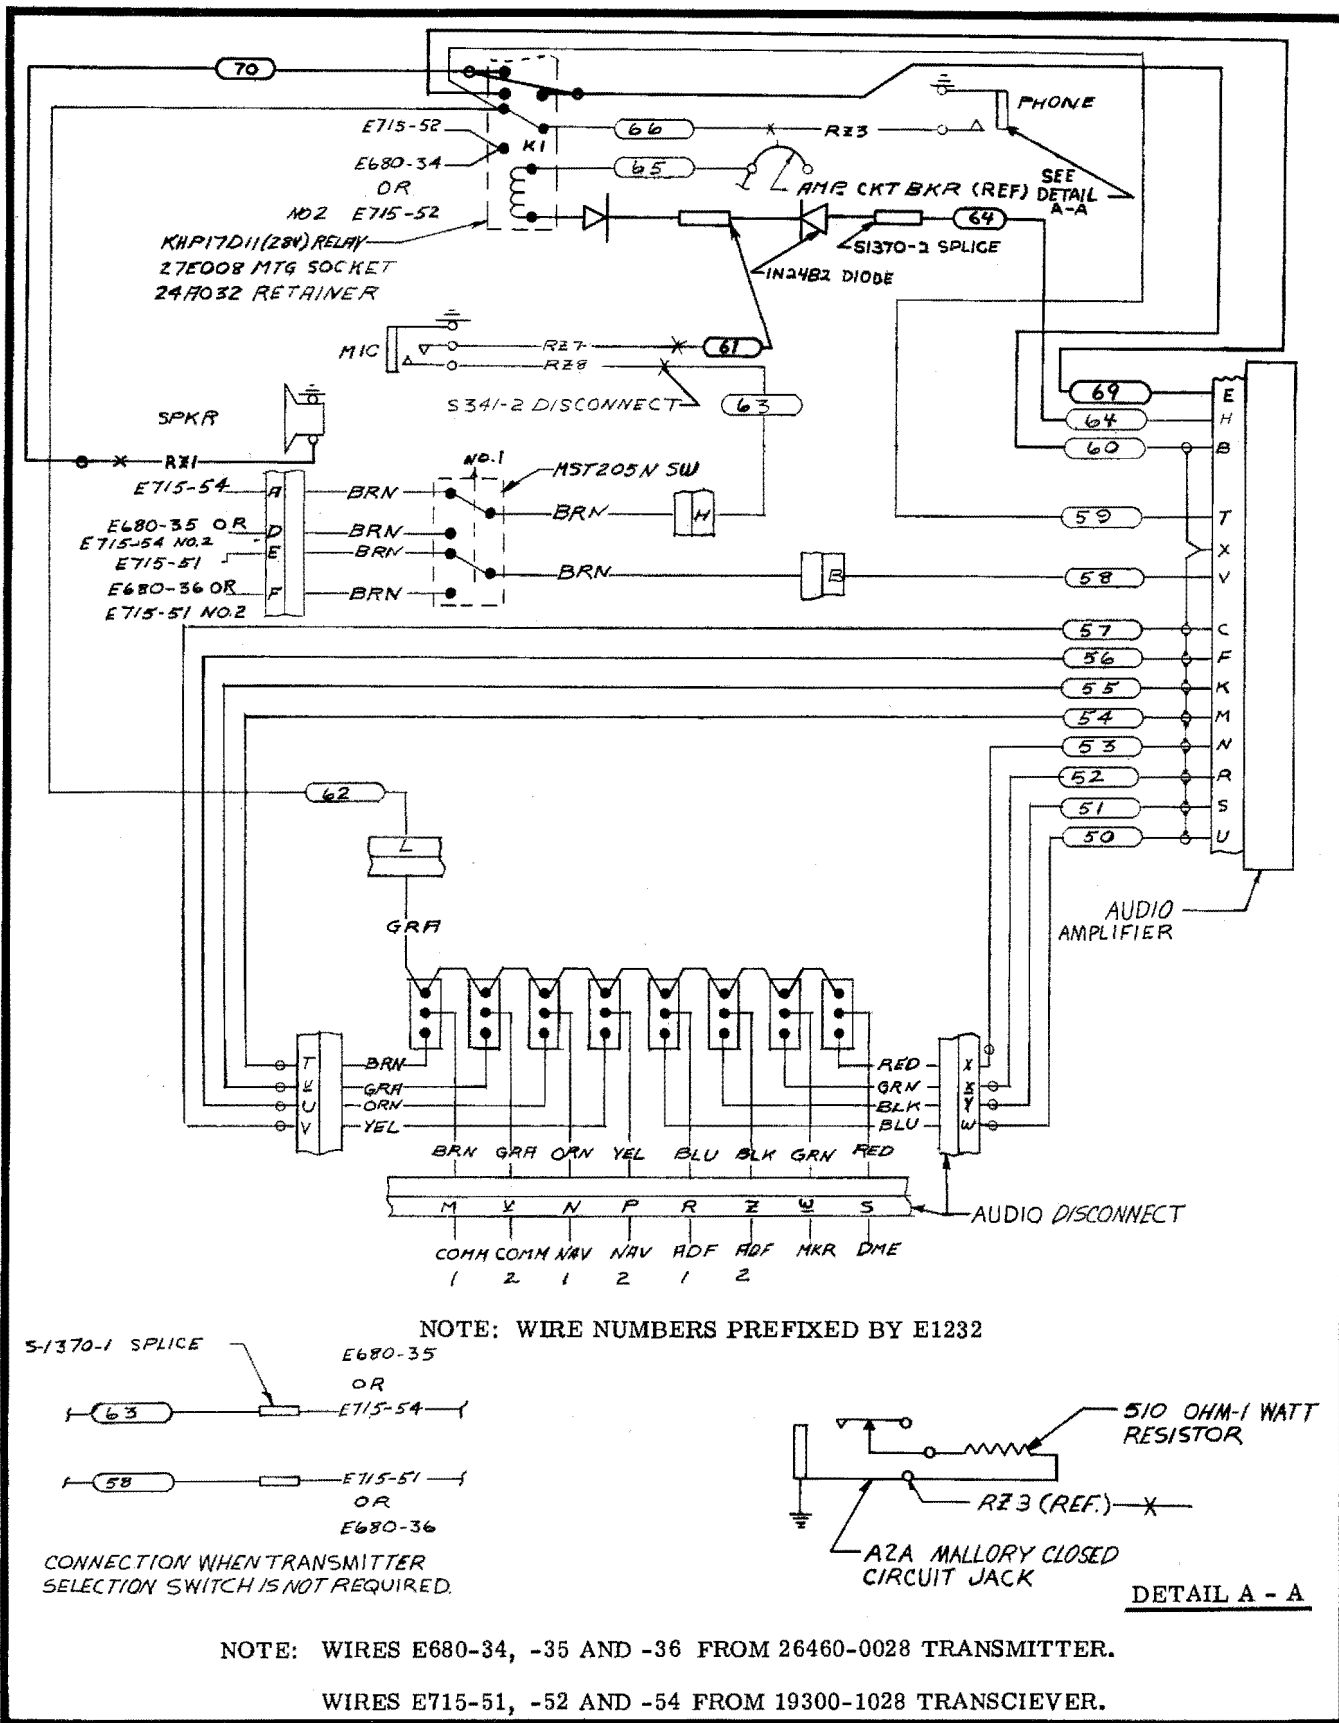 70
PHONE
E715-52
66
RZ3
K1
E680-34
OR
NO2 E715-52
65
AMP. CKT BKR (REF)
SEE
DETAIL
A-A
64
S1370-2 SPLICE
1N2482 DIODE
KHP17D11(28V) RELAY
27E008 MTG SOCKET
24A032 RETAINER
MIC
RZ7
61
RZ8
S341-2 DISCONNECT
63
SPKR
RZ1
69 E
64 H
60 B
NO.1
MST205N SW
E715-54 A BRN
BRN H
59 T
E680-35 OR
E715-54 NO.2
D BRN
X
E715-51 E BRN
BRN B
58 V
E680-36 OR
E715-51 NO.2
F BRN
57 C
56 F
55 K
54 M
53 N
52 R
51 S
50 U
62
L
AUDIO
AMPLIFIER
GRA
T BRN
K GRA
U ORN
V YEL
RED X
GRN X
BLK Y
BLU W
BRN GRA ORN YEL BLU BLK GRN RED
M V N P R Z W S
AUDIO DISCONNECT
COMM COMM NAV NAV ADF ADF MKR DME
1 2 1 2 1 2
NOTE: WIRE NUMBERS PREFIXED BY E1232
S-1370-1 SPLICE
E680-35
OR
63 E715-54
58 E715-51
OR
E680-36
CONNECTION WHEN TRANSMITTER
SELECTION SWITCH IS NOT REQUIRED.
510 OHM-1 WATT
RESISTOR
RZ3 (REF.)
A2A MALLORY CLOSED
CIRCUIT JACK
DETAIL A - A
NOTE: WIRES E680-34, -35 AND -36 FROM 26460-0028 TRANSMITTER.
WIRES E715-51, -52 AND -54 FROM 19300-1028 TRANSCIEVER.